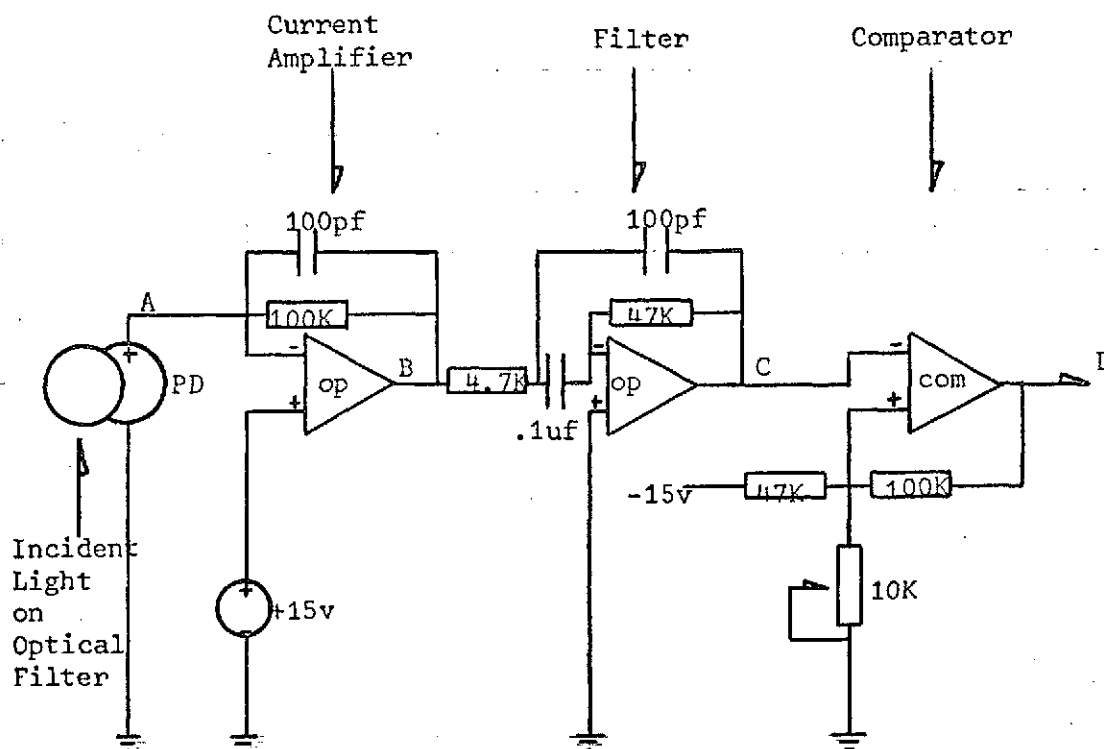 Current
Amplifier
Filter
Comparator
100pf
100pf
A
100K
47K
-
-
-
PD
+
op
B
4.7K
op
C
com
+
+
+
.1uf
-15v
47K
100K
Incident
Light
on
Optical
Filter
+
+15v
-
10K